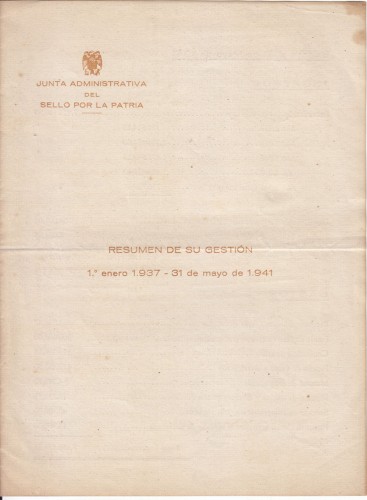 JUNTA ADMINISTRATIVA
DEL
SELLO POR LA PATRIA
RESUMEN DE SU GESTIÓN
1.º enero 1.937 - 31 de mayo de 1.941